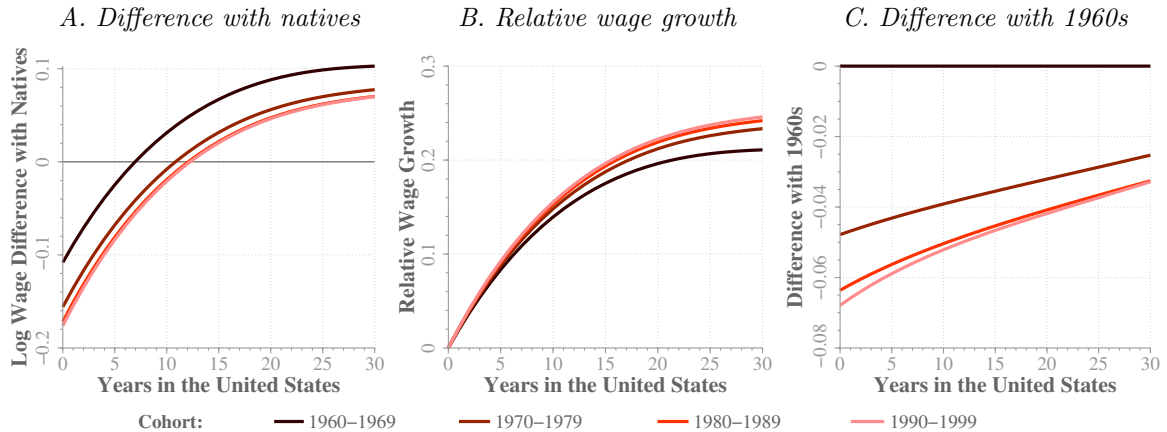 A. Difference with natives
B. Relative wage growth
C. Difference with 1960s
Log Wage Difference with Natives
0.1
0
−0.1
−0.2
0 5 10 15 20 25 30
Years in the United States
Relative Wage Growth
0.3
0.2
0.1
0
0 5 10 15 20 25 30
Years in the United States
Difference with 1960s
0
−0.02
−0.04
−0.06
−0.08
0 5 10 15 20 25 30
Years in the United States
Cohort: 1960–1969 1970–1979 1980–1989 1990–1999